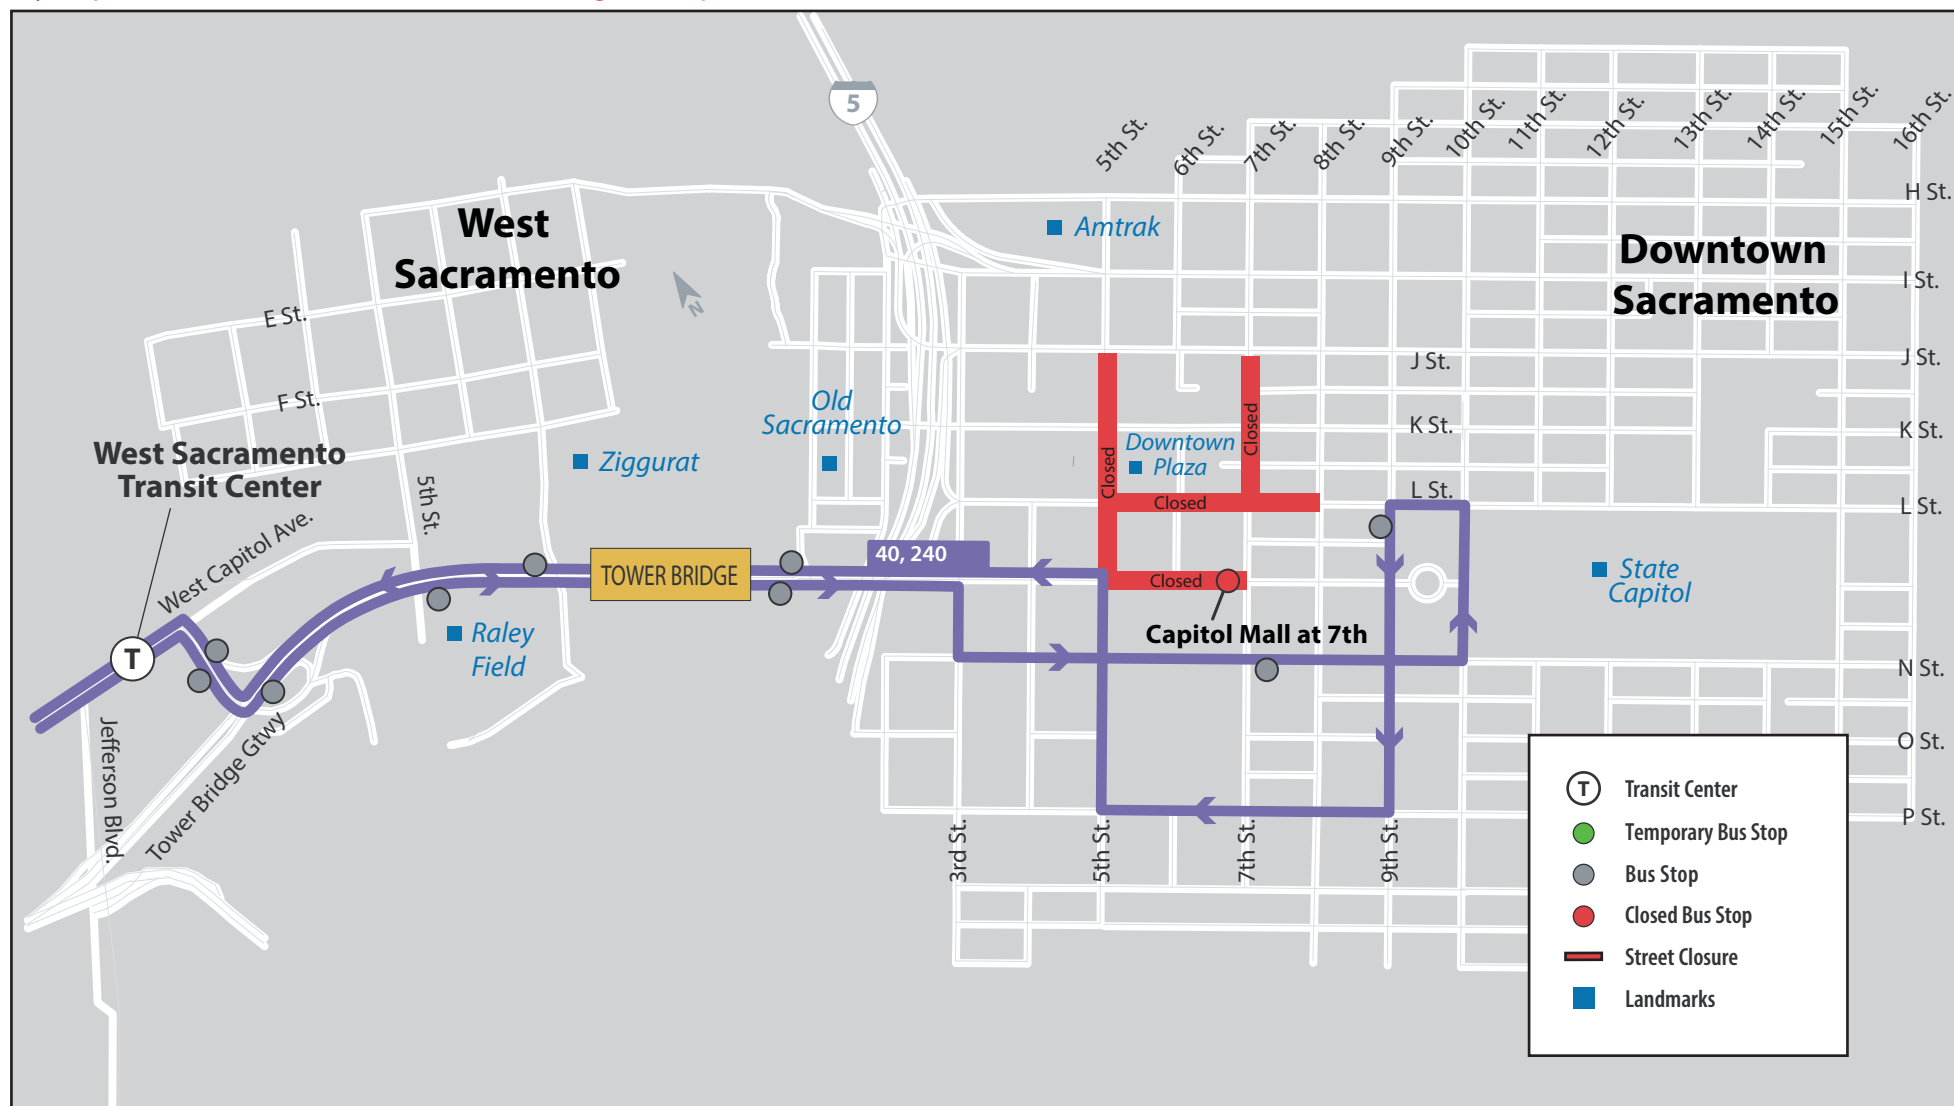 5
5th St.
6th St.
7th St.
8th St.
9th St.
10th St.
11th St.
12th St.
13th St.
14th St.
15th St.
16th St.
H St.
West
Sacramento
Amtrak
Downtown
Sacramento
I St.
N
E St.
J St.
J St.
F St.
Old
Sacramento
K St.
K St.
Closed
Downtown
Plaza
Closed
West Sacramento
Transit Center
Ziggurat
5th St.
L St.
L St.
Closed
West Capitol Ave.
40, 240
TOWER BRIDGE
Closed
State
Capitol
Raley
Field
Capitol Mall at 7th
T
N St.
Jefferson Blvd.
Tower Bridge Gtwy
O St.
P St.
3rd St.
5th St.
7th St.
9th St.
T
Transit Center
Temporary Bus Stop
Bus Stop
Closed Bus Stop
Street Closure
Landmarks